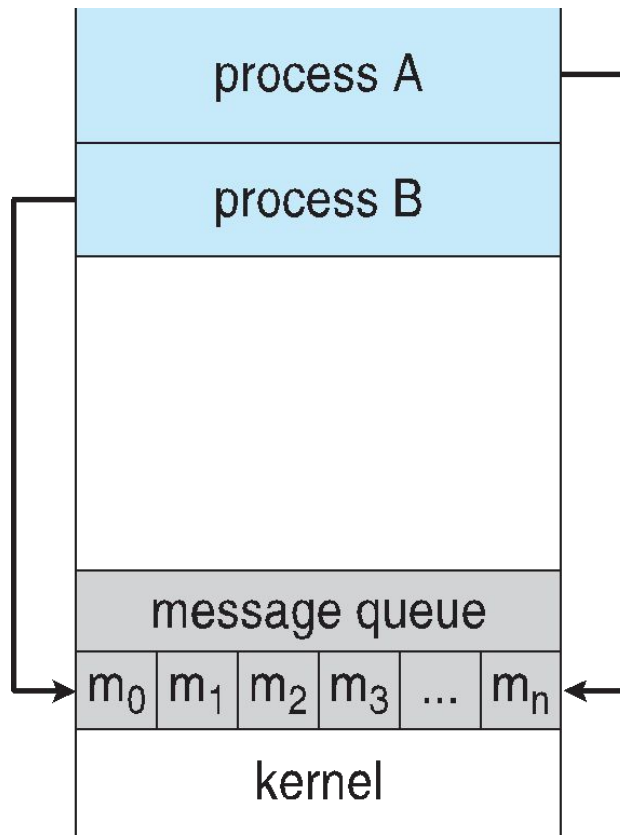 process A
process B
message queue
m₀ m₁ m₂ m₃ ... mₙ
kernel